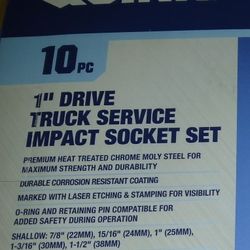 10 PC
1" DRIVE
TRUCK SERVICE
IMPACT SOCKET SET
PREMIUM HEAT TREATED CHROME MOLY STEEL FOR
MAXIMUM STRENGTH AND DURABILITY
DURABLE CORROSION RESISTANT COATING
MARKED WITH LASER ETCHING & STAMPING FOR VISIBILITY
O-RING AND RETAINING PIN COMPATIBLE FOR
ADDED SAFETY DURING OPERATION
SHALLOW: 7/8" (22MM), 15/16" (24MM), 1" (25MM),
1-3/16" (30MM), 1-1/2" (38MM)